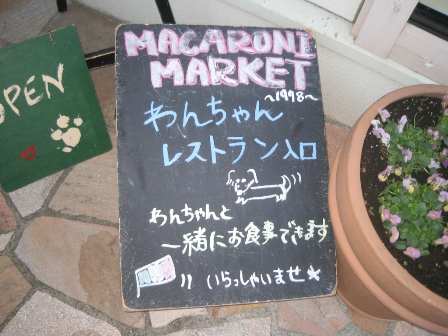 OPEN
MACARONI
MARKET
~1998~
わんちゃん
レストラン入口
わんちゃんと
一緒にお食事できます
いらっしゃいませ